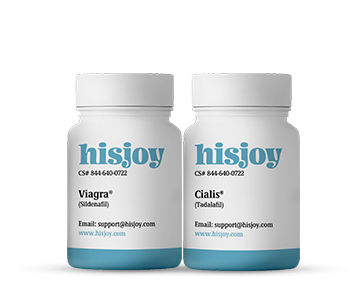 hisjoy
CS# 844-640-0722
Viagra®
(Sildenafil)
Email: support@hisjoy.com
www.hisjoy.com
hisjoy
CS# 844-640-0722
Cialis®
(Tadalafil)
Email: support@hisjoy.com
www.hisjoy.com